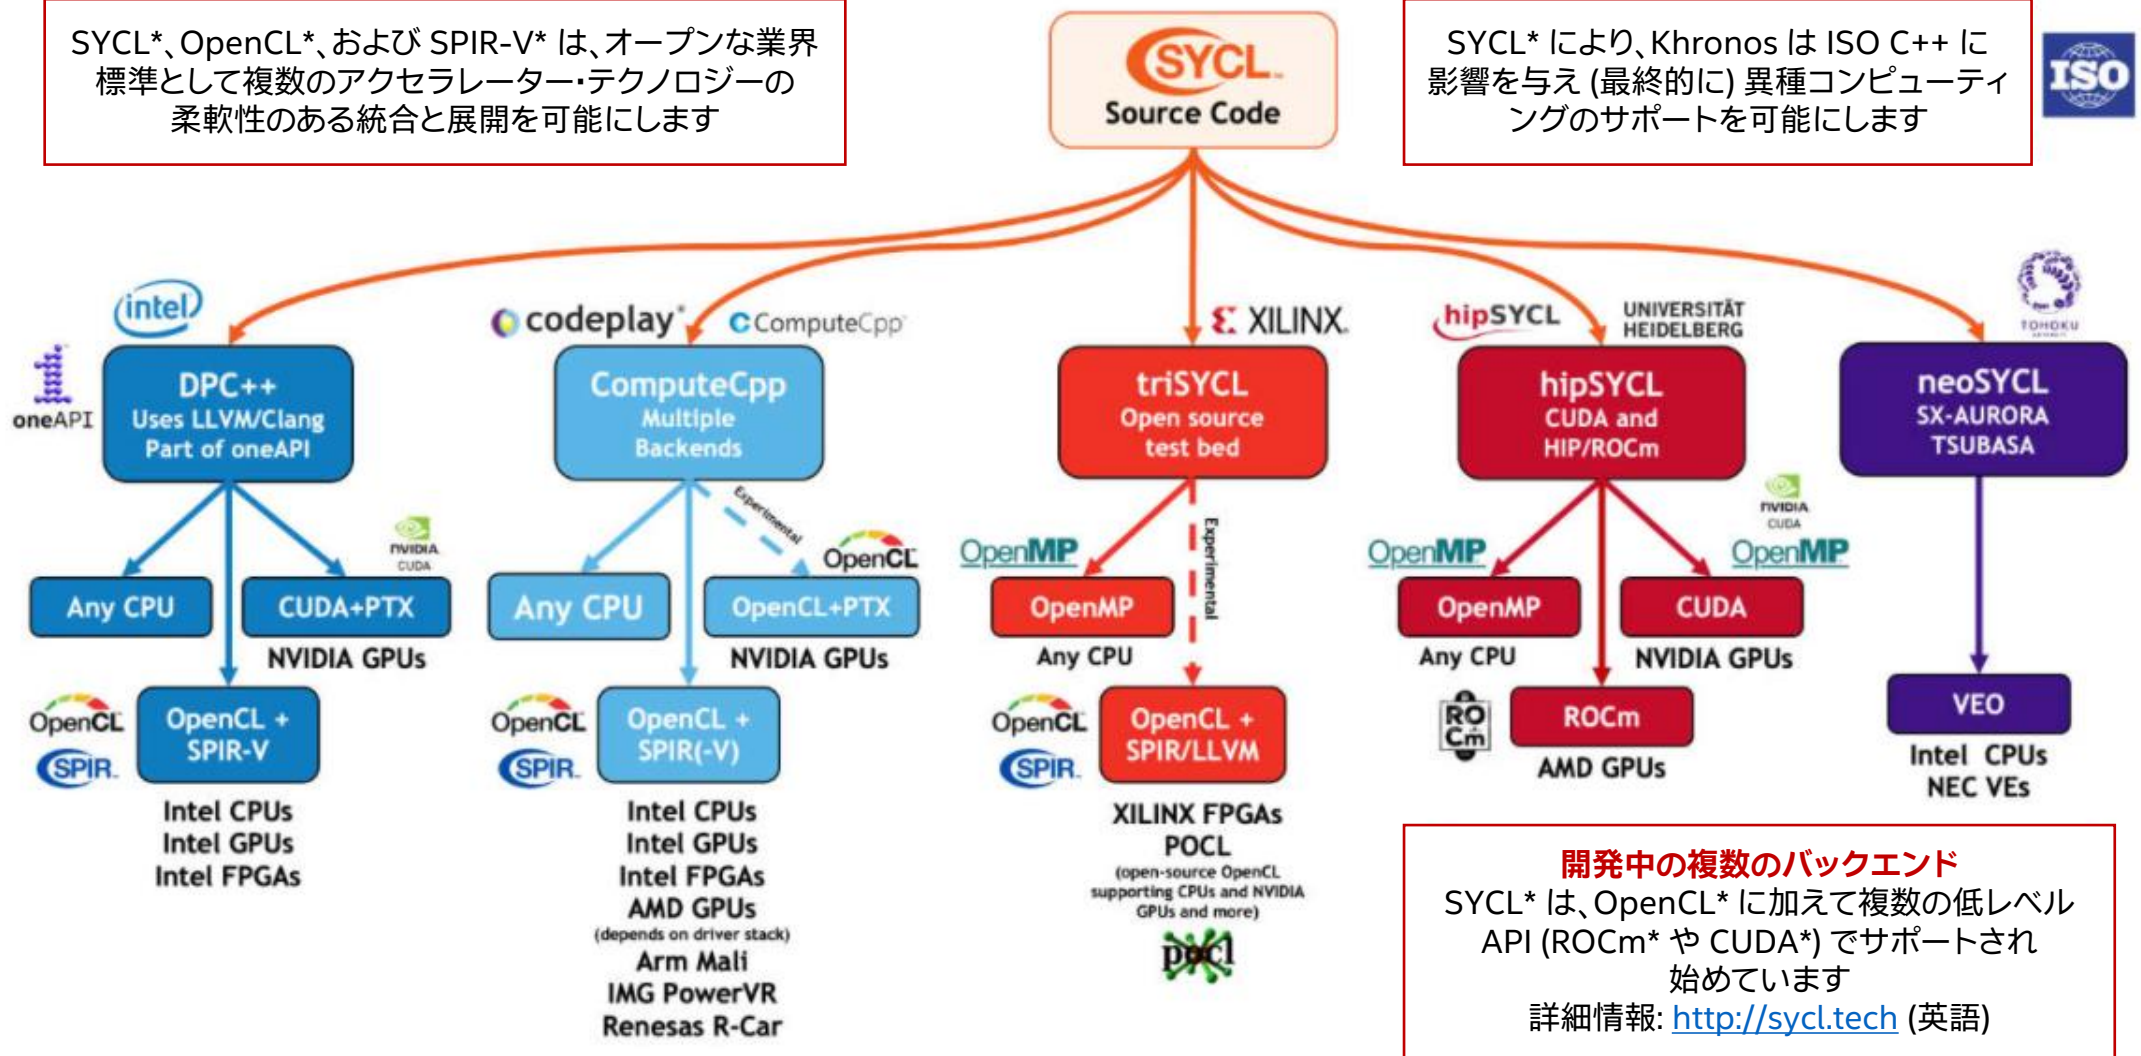 SYCL*、OpenCL*、および SPIR-V* は、オープンな業界
標準として複数のアクセラレーター・テクノロジーの
柔軟性のある統合と展開を可能にします
SYCL™
Source Code
SYCL* により、Khronos は ISO C++ に
影響を与え (最終的に) 異種コンピューティ
ングのサポートを可能にします
ISO
intel
oneAPI
DPC++
Uses LLVM/Clang
Part of oneAPI
NVIDIA
CUDA
Any CPU
CUDA+PTX
NVIDIA GPUs
OpenCL
SPIR™
OpenCL +
SPIR-V
Intel CPUs
Intel GPUs
Intel FPGAs
codeplay®
ComputeCpp
ComputeCpp
Multiple
Backends
Experimental
OpenCL
Any CPU
OpenCL+PTX
NVIDIA GPUs
OpenCL
SPIR™
OpenCL +
SPIR(-V)
Intel CPUs
Intel GPUs
Intel FPGAs
AMD GPUs
(depends on driver stack)
Arm Mali
IMG PowerVR
Renesas R-Car
XILINX.
triSYCL
Open source
test bed
Experimental
OpenMP
OpenMP
Any CPU
OpenCL
SPIR™
OpenCL +
SPIR/LLVM
XILINX FPGAs
POCL
(open-source OpenCL
supporting CPUs and NVIDIA
GPUs and more)
pocl
hipSYCL
UNIVERSITÄT
HEIDELBERG
hipSYCL
CUDA and
HIP/ROCm
NVIDIA
CUDA
OpenMP
OpenMP
OpenMP
CUDA
Any CPU
NVIDIA GPUs
ROCm
ROCm
AMD GPUs
TOHOKU
UNIVERSITY
neoSYCL
SX-AURORA
TSUBASA
VEO
Intel CPUs
NEC VEs
開発中の複数のバックエンド
SYCL* は、OpenCL* に加えて複数の低レベル
API (ROCm* や CUDA*) でサポートされ
始めています
詳細情報: http://sycl.tech (英語)